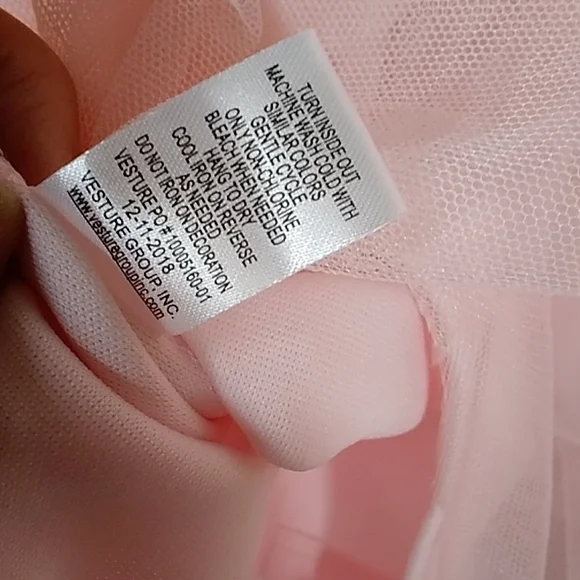 TURN INSIDE OUT
MACHINE WASH COLD WITH
SIMILAR COLORS
GENTLE CYCLE
ONLY NON-CHLORINE
BLEACH WHEN NEEDED
HANG TO DRY
COOL IRON ON REVERSE
AS NEEDED
DO NOT IRON ON DECORATION
VESTURE PO # 10005160-01
12-11-2018
VESTURE GROUP INC.
www.vesturegroupinc.com